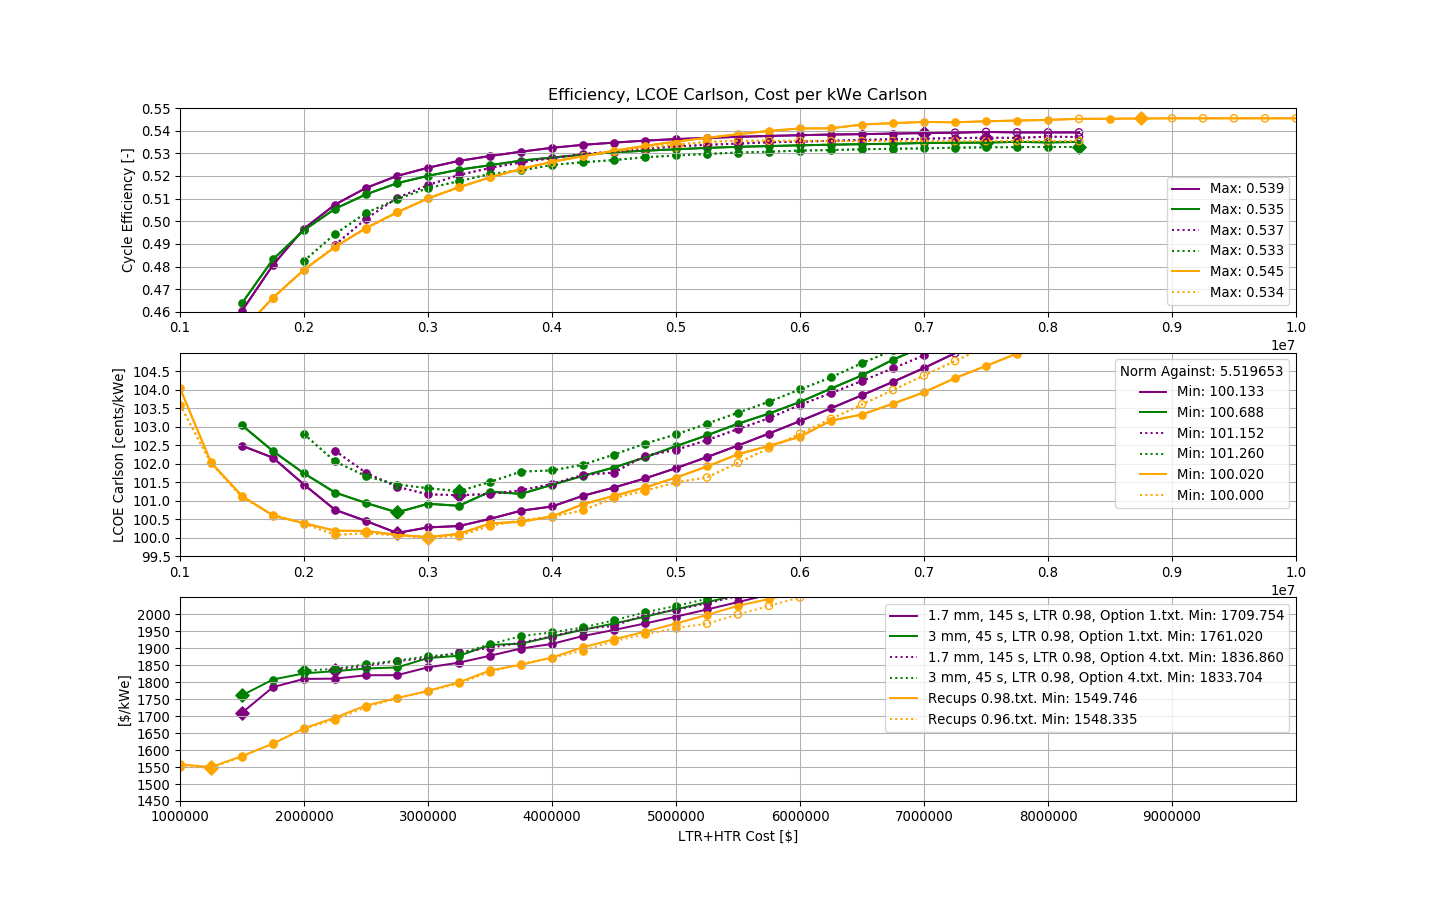 Efficiency, LCOE Carlson, Cost per kWe Carlson
Cycle Efficiency [-]
0.55
0.54
0.53
0.52
0.51
0.50
0.49
0.48
0.47
0.46
Max: 0.539
Max: 0.535
Max: 0.537
Max: 0.533
Max: 0.545
Max: 0.534
0.1 0.2 0.3 0.4 0.5 0.6 0.7 0.8 0.9 1.0
1e7
LCOE Carlson [cents/kWe]
104.5
104.0
103.5
103.0
102.5
102.0
101.5
101.0
100.5
100.0
99.5
Norm Against: 5.519653
Min: 100.133
Min: 100.688
Min: 101.152
Min: 101.260
Min: 100.020
Min: 100.000
0.1 0.2 0.3 0.4 0.5 0.6 0.7 0.8 0.9 1.0
1e7
[$/kWe]
2000
1950
1900
1850
1800
1750
1700
1650
1600
1550
1500
1450
1.7 mm, 145 s, LTR 0.98, Option 1.txt. Min: 1709.754
3 mm, 45 s, LTR 0.98, Option 1.txt. Min: 1761.020
1.7 mm, 145 s, LTR 0.98, Option 4.txt. Min: 1836.860
3 mm, 45 s, LTR 0.98, Option 4.txt. Min: 1833.704
Recups 0.98.txt. Min: 1549.746
Recups 0.96.txt. Min: 1548.335
1000000 2000000 3000000 4000000 5000000 6000000 7000000 8000000 9000000
LTR+HTR Cost [$]